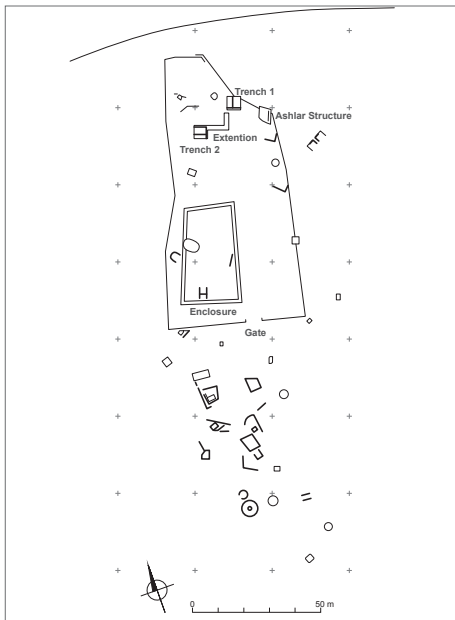 Trench 1
Ashlar Structure
Extention
Trench 2
Enclosure
Gate
0 50 m